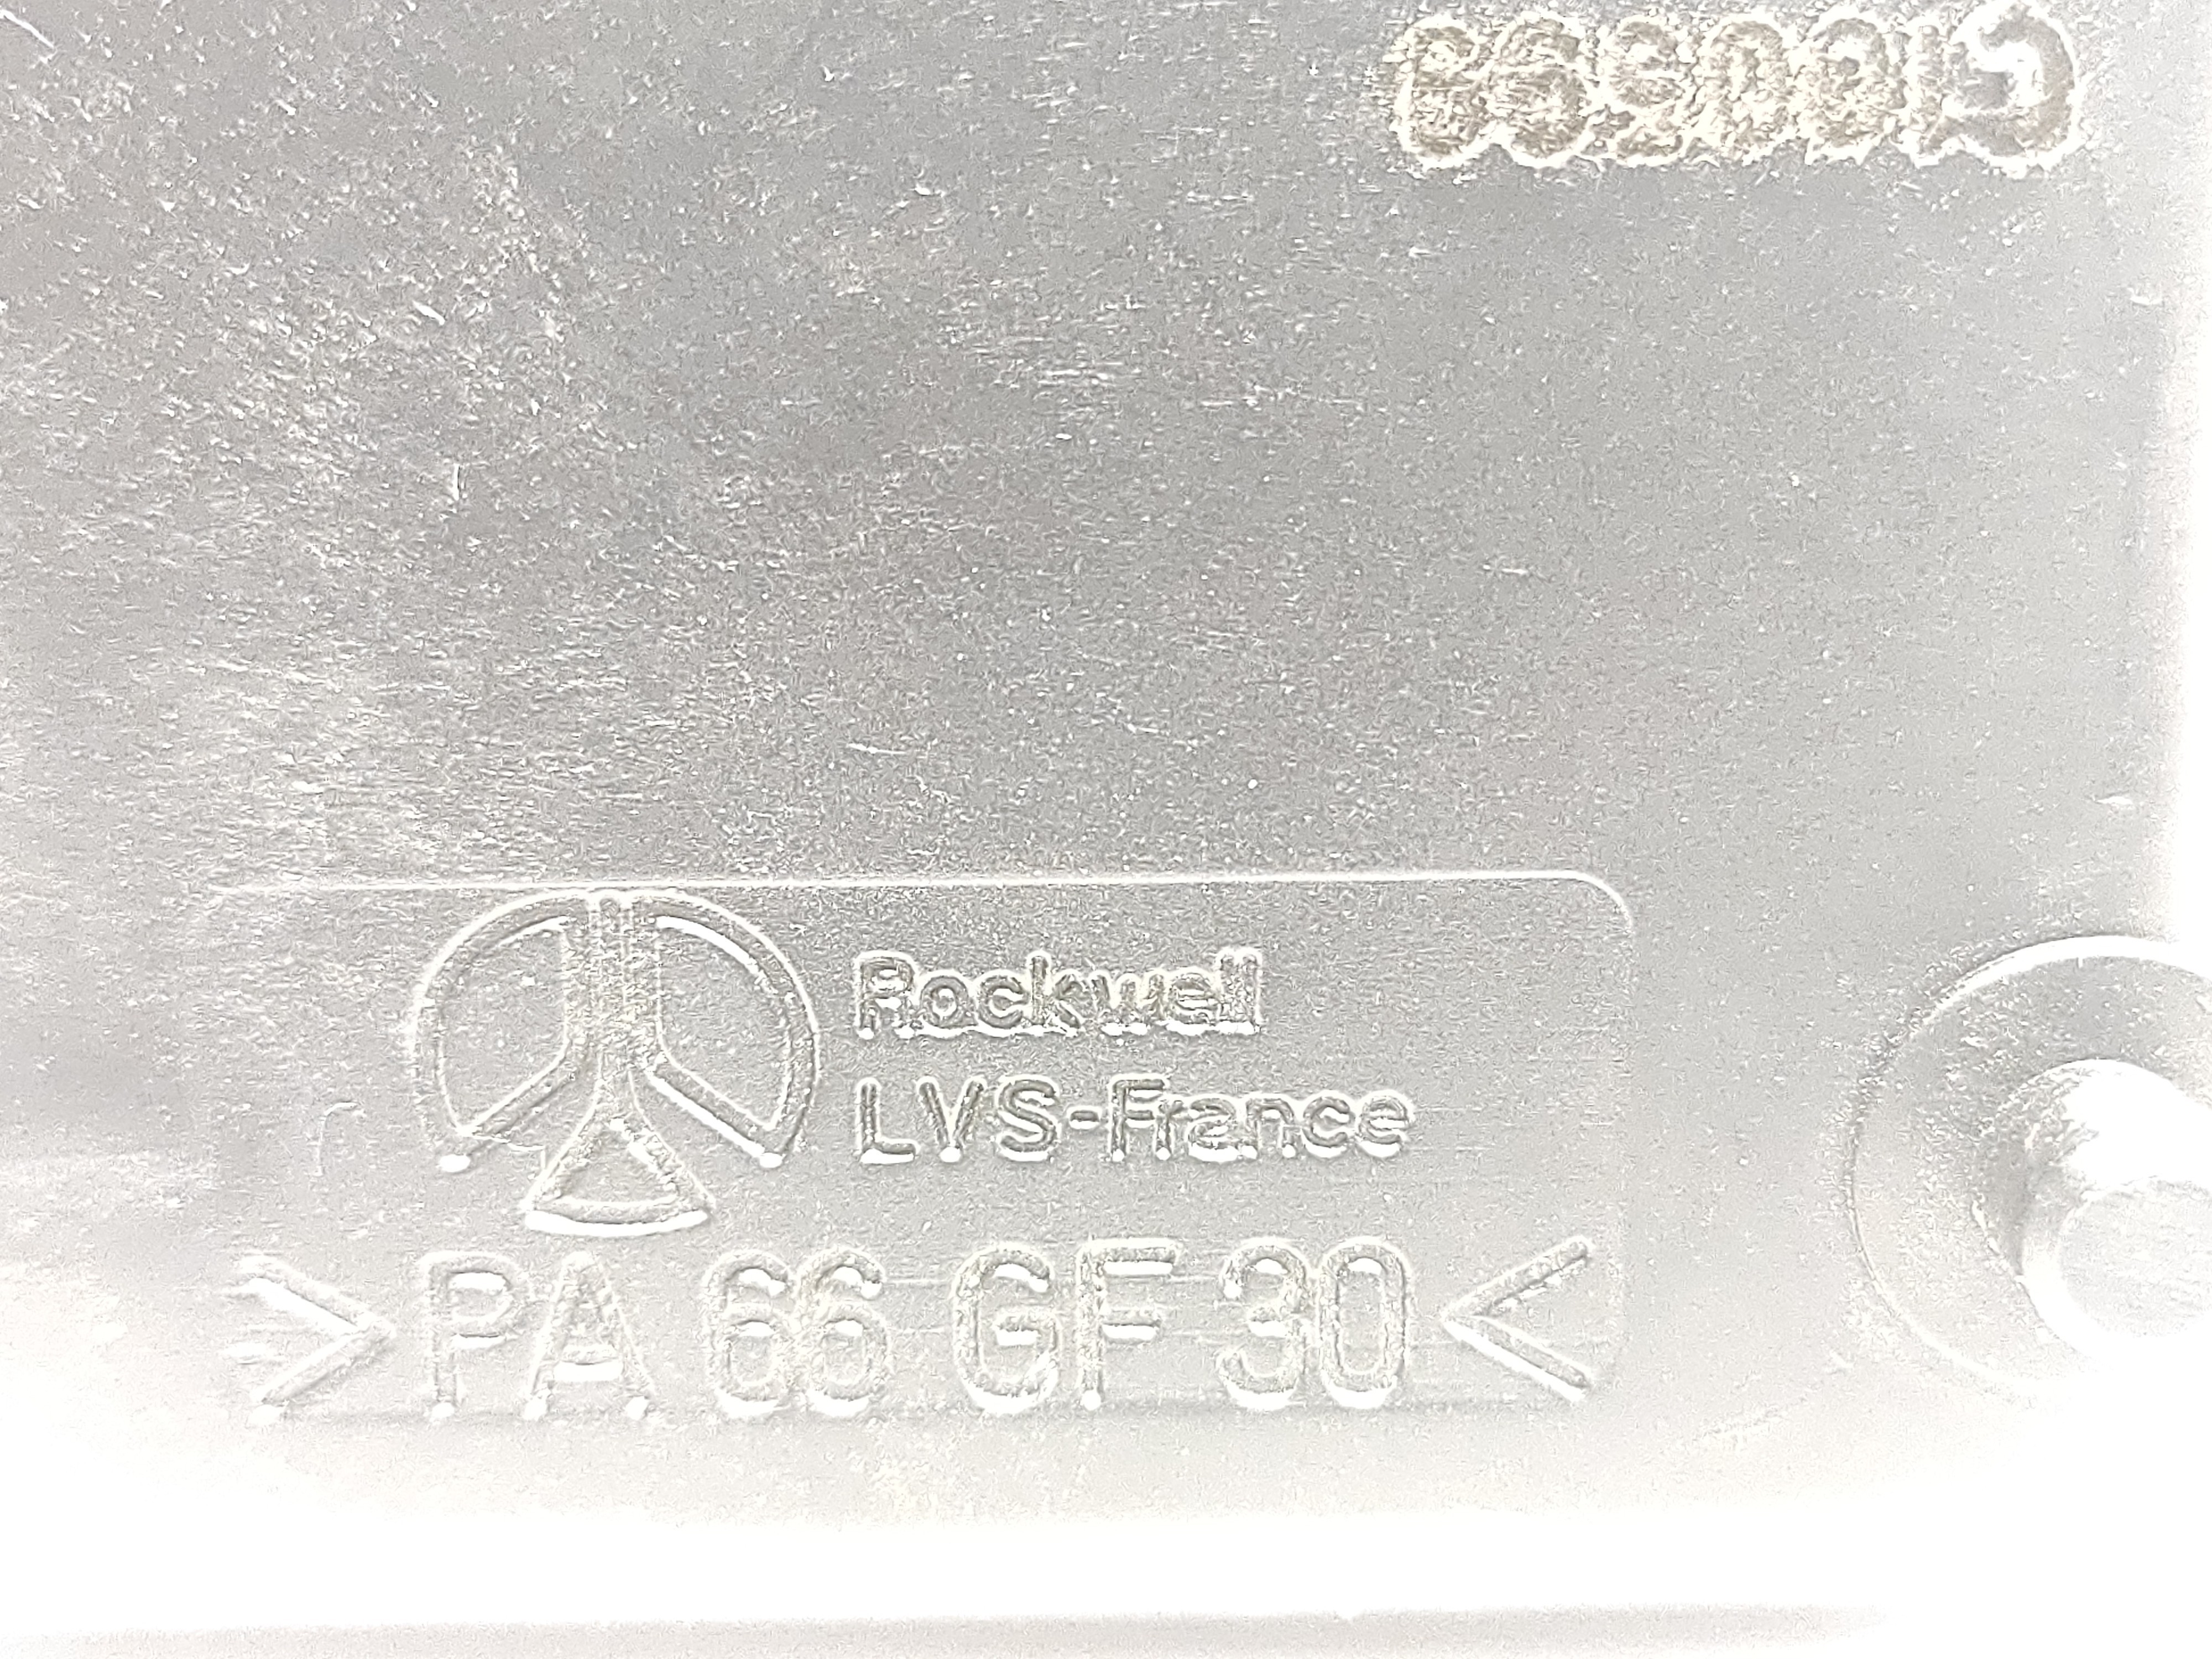 Rockwell
LVS-France
>PA 66 GF 30<